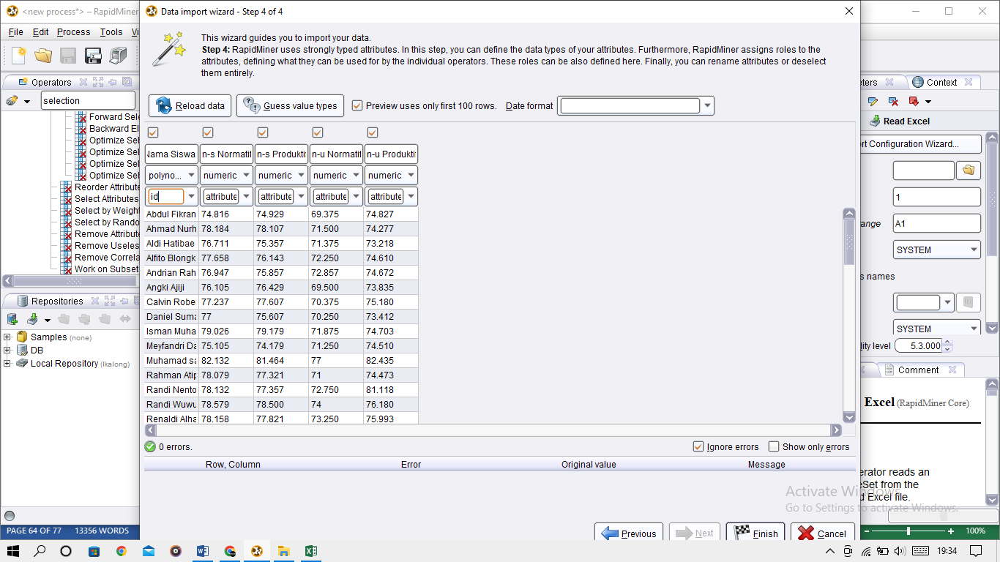 <new process*> – RapidMiner
Data import wizard - Step 4 of 4
File Edit Process Tools Vi
This wizard guides you to import your data.
Step 4: RapidMiner uses strongly typed attributes. In this step, you can define the data types of your attributes. Furthermore, RapidMiner assigns roles to the
attributes, defining what they can be used for by the individual operators. These roles can be also defined here. Finally, you can rename attributes or deselect
them entirely.
Operators
selection
Forward Sele
Backward El
Optimize Sel
Optimize Sel
Optimize Sel
Optimize Sel
Reorder Attribute
Select Attributes
Select by Weight
Select by Rando
Remove Attribute
Remove Useles
Remove Correla
Work on Subset
Repositories
Samples (none)
DB
Local Repository (Ikalong)
Reload data
Guess value types
Preview uses only first 100 rows. Date format
Nama Siswa n-s Normatif n-s Produktif n-u Normatif n-u Produktif
polyno... numeric numeric numeric numeric
id attribute attribute attribute attribute
Abdul Fikran 74.816 74.929 69.375 74.827
Ahmad Nurh 78.184 78.107 71.500 74.277
Aldi Hatibae 76.711 75.357 71.375 73.218
Alfito Blongk 77.658 76.143 72.250 74.610
Andrian Rah 76.947 75.857 72.857 74.672
Angki Ajiji 76.105 76.429 69.500 73.835
Calvin Robe 77.237 77.607 70.375 75.180
Daniel Suma 77 75.607 70.250 73.412
Isman Muha 79.026 79.179 71.875 74.703
Meyfandri Da 75.105 74.179 71.250 74.510
Muhamad sa 82.132 81.464 77 82.435
Rahman Atip 78.079 77.321 71 74.473
Randi Nento 78.132 77.357 72.750 81.118
Randi Wuwu 78.579 78.500 74 76.180
Renaldi Alha 78.158 77.821 73.250 75.993
0 errors.
Ignore errors Show only errors
Row, Column Error Original value Message
Previous Next Finish Cancel
eters Context
Read Excel
rt Configuration Wizard...
1
ange A1
SYSTEM
s names
SYSTEM
ility level 5.3.000
Comment
Excel (RapidMiner Core)
erator reads an
eSet from the
d Excel file.
Activate Windows
Go to Settings to activate Windows.
PAGE 64 OF 77 13356 WORDS
100%
19:34